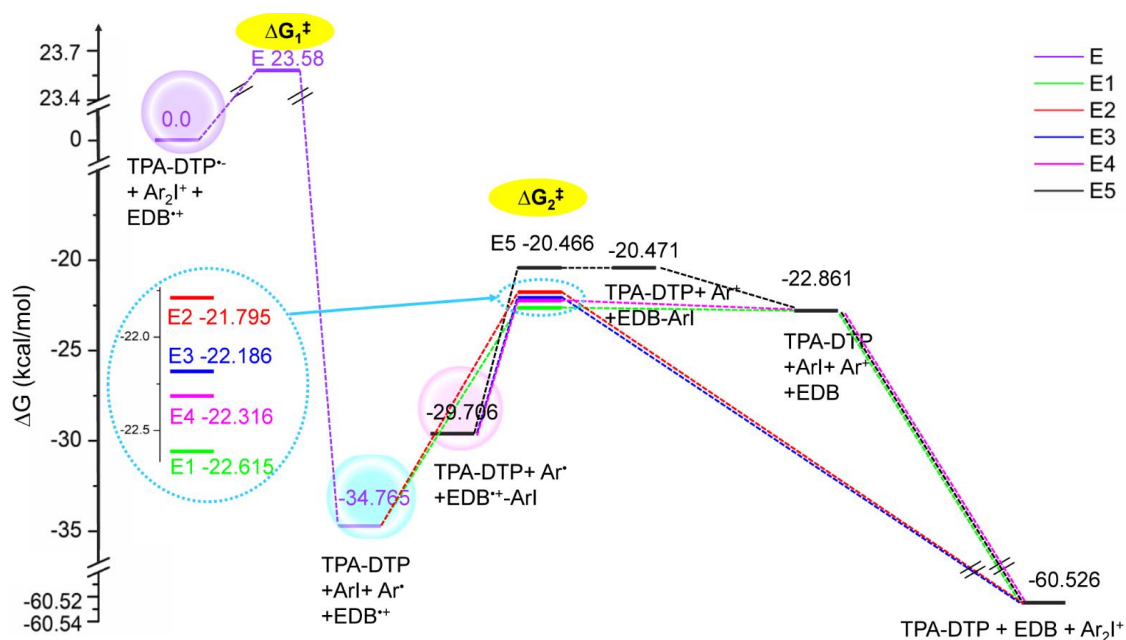 ΔG₁‡
E 23.58
23.7
23.4
0
0.0
TPA-DTP•-
+ Ar₂I⁺ +
EDB•+
E
E1
E2
E3
E4
E5
ΔG₂‡
E5 -20.466
-20.471
-22.861
TPA-DTP+ Ar⁺
+EDB-ArI
TPA-DTP
+ArI+ Ar⁺
+EDB
-20
-25
-30
-35
-60.52
-60.54
ΔG (kcal/mol)
-22.0
-22.5
E2 -21.795
E3 -22.186
E4 -22.316
E1 -22.615
-29.706
TPA-DTP+ Ar•
+EDB•+-ArI
-34.765
TPA-DTP
+ArI+ Ar•
+EDB•+
-60.526
TPA-DTP + EDB + Ar₂I⁺